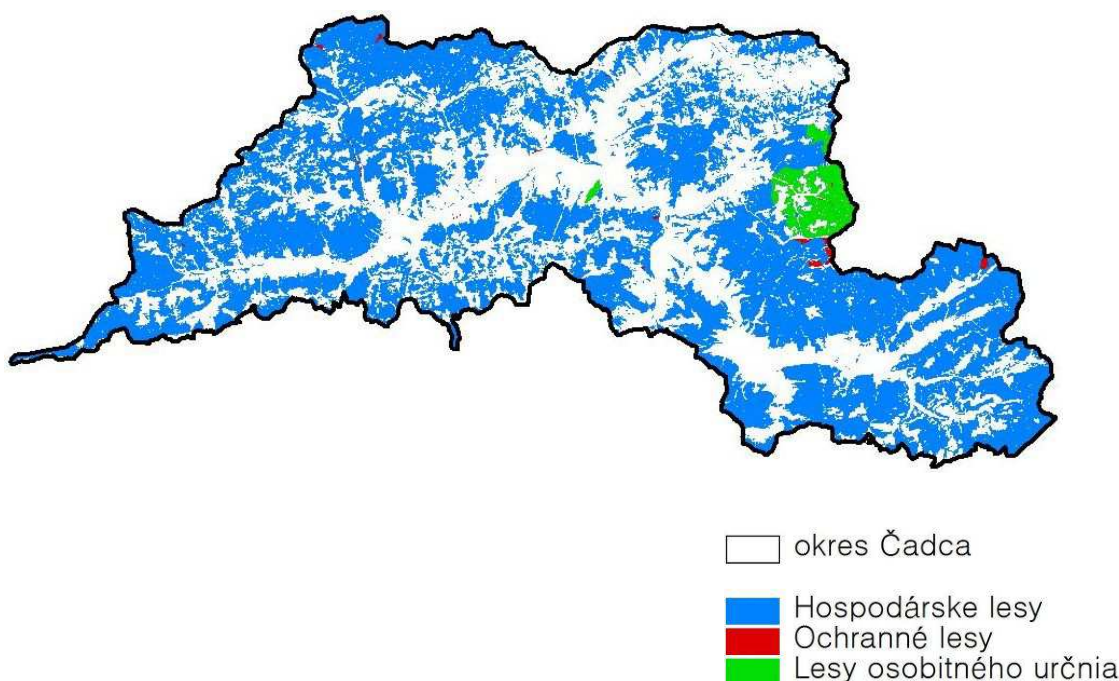 okres Čadca
Hospodárske lesy
Ochranné lesy
Lesy osobitného určnia